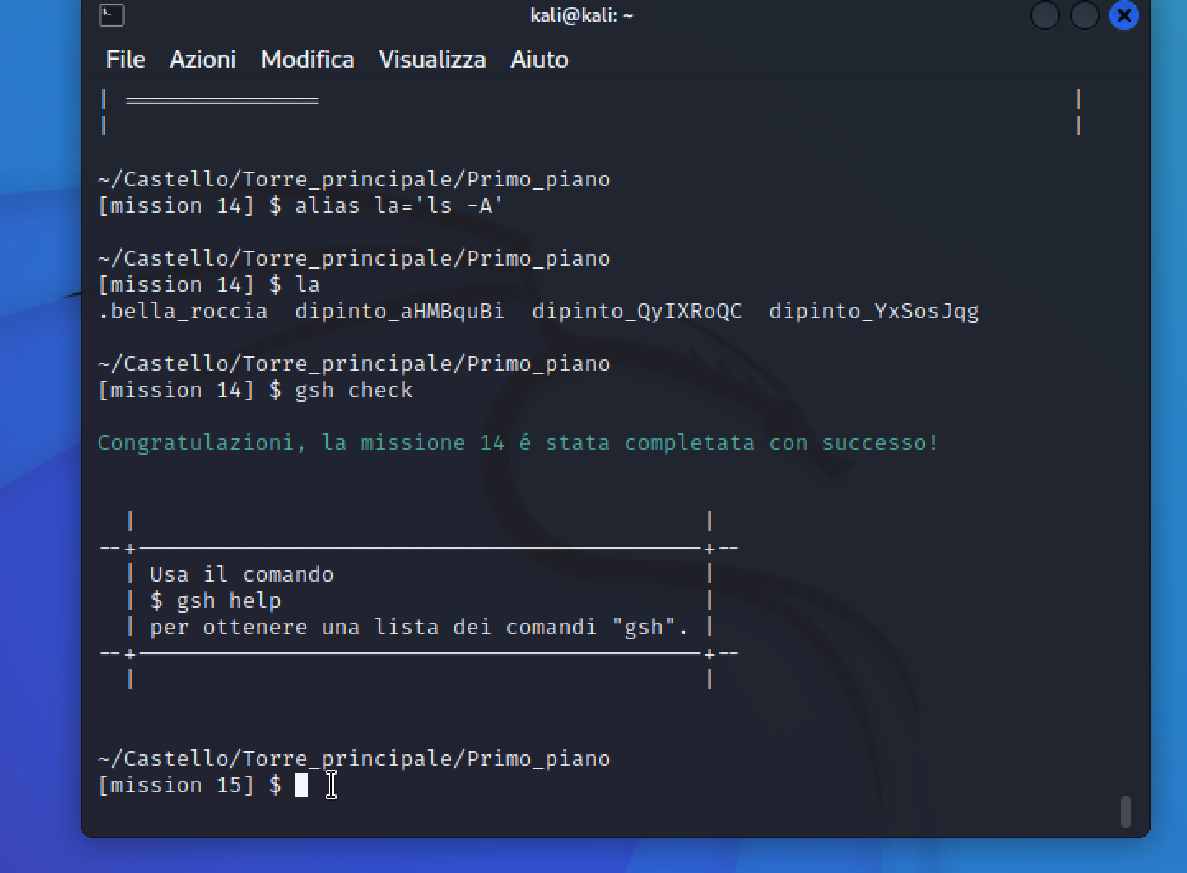 kali@kali: ~
File Azioni Modifica Visualizza Aiuto
| ================ |
| |
~/Castello/Torre_principale/Primo_piano
[mission 14] $ alias la='ls -A'
~/Castello/Torre_principale/Primo_piano
[mission 14] $ la
.bella_roccia dipinto_aHMBquBi dipinto_QyIXRoQC dipinto_YxSosJqg
~/Castello/Torre_principale/Primo_piano
[mission 14] $ gsh check
Congratulazioni, la missione 14 é stata completata con successo!
| Usa il comando |
| $ gsh help |
| per ottenere una lista dei comandi "gsh". |
~/Castello/Torre_principale/Primo_piano
[mission 15] $